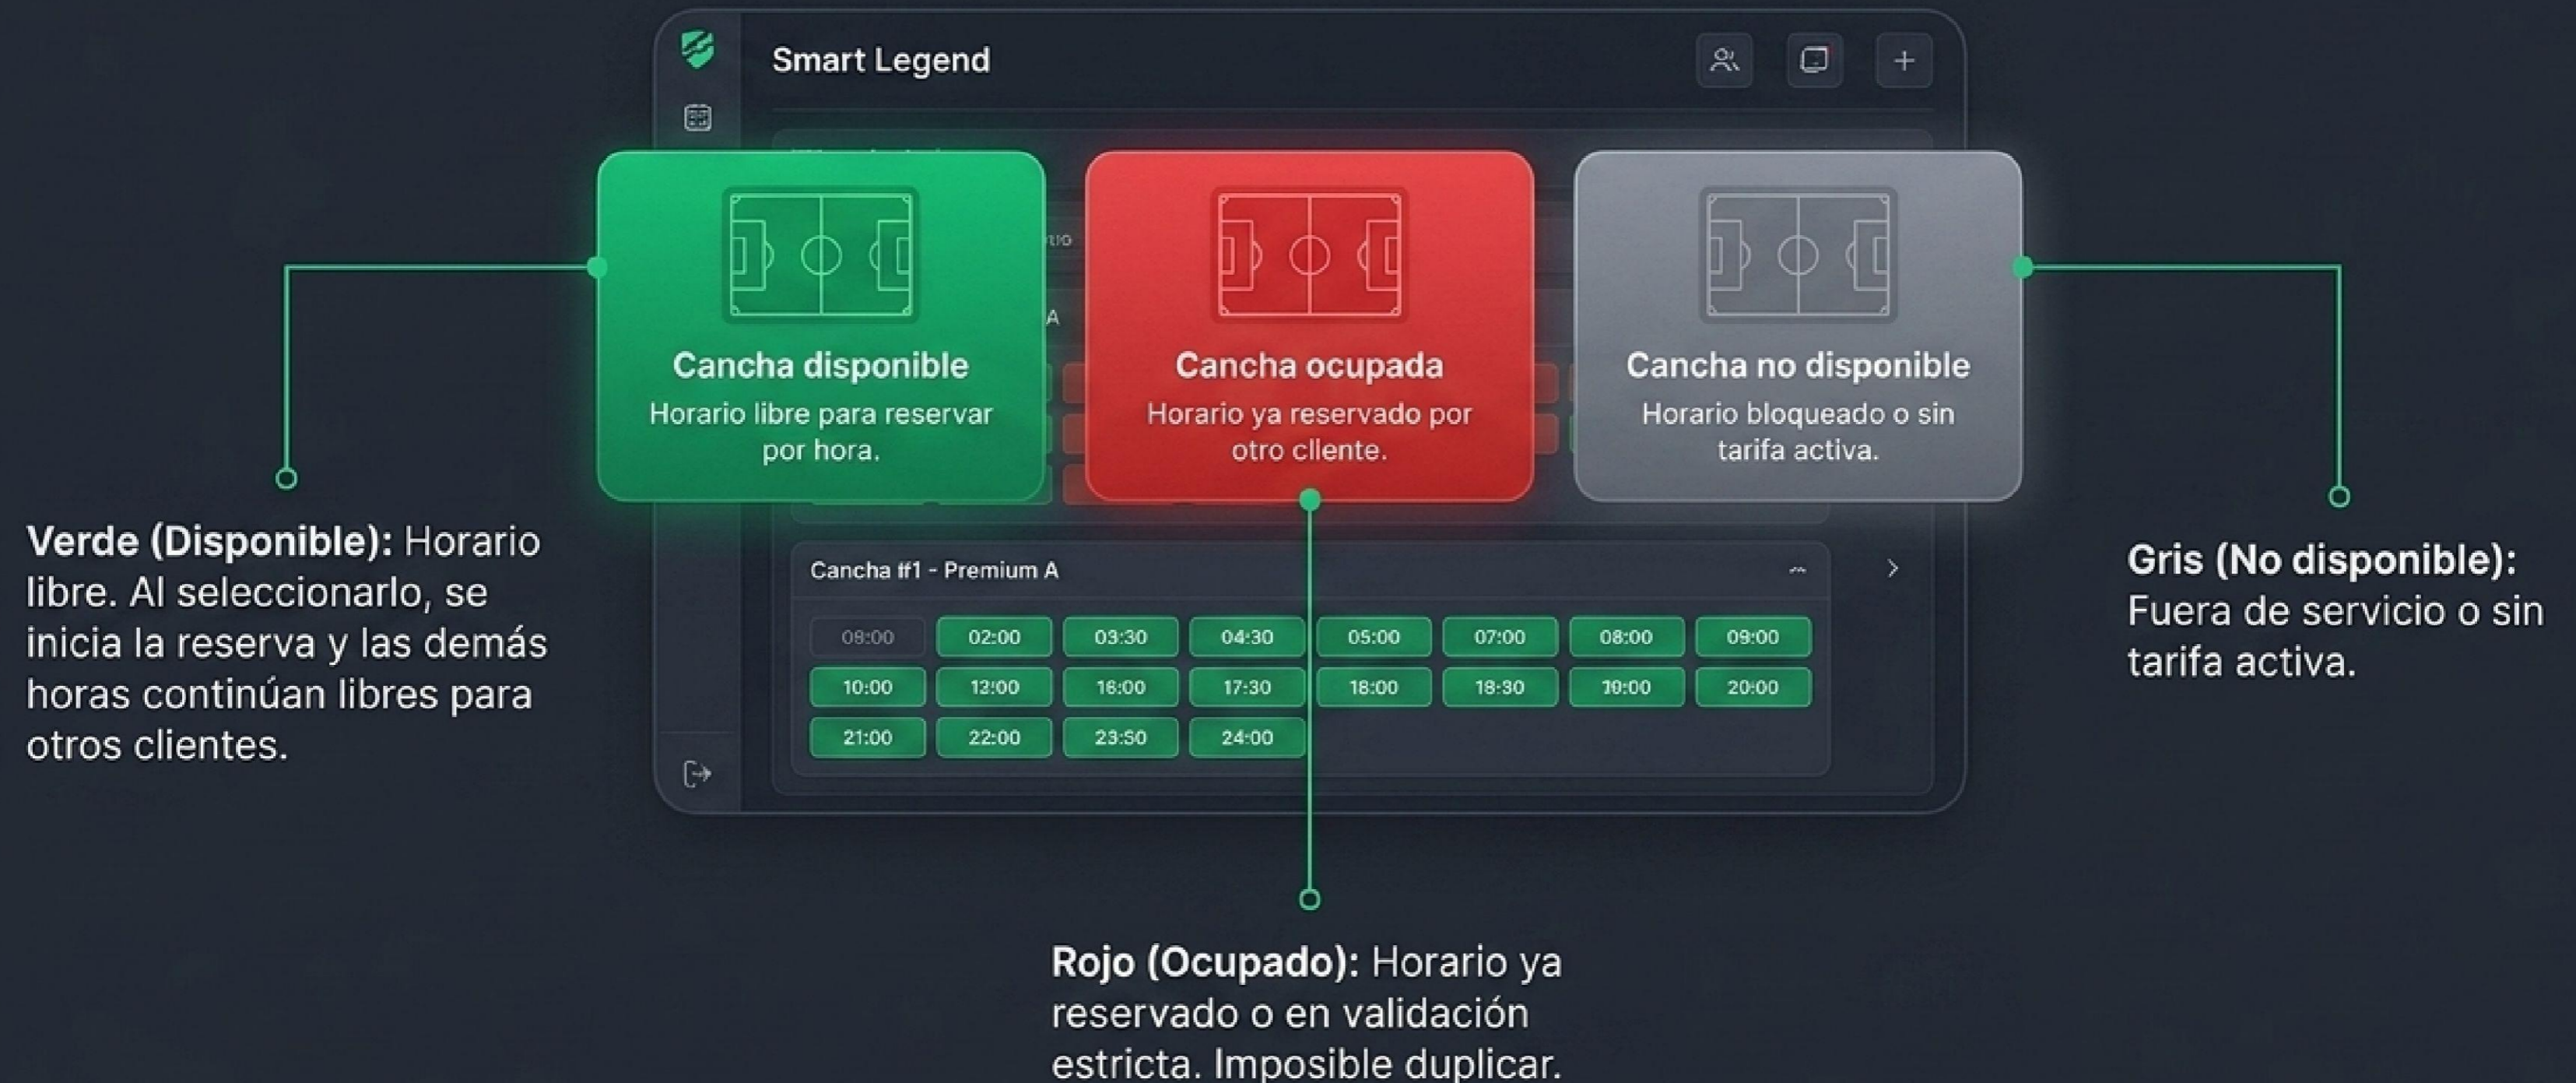 Smart Legend
Cancha disponible
Horario libre para reservar
por hora.
Cancha ocupada
Horario ya reservado por
otro cliente.
Cancha no disponible
Horario bloqueado o sin
tarifa activa.
A
Verde (Disponible): Horario
libre. Al seleccionarlo, se
inicia la reserva y las demás
horas continúan libres para
otros clientes.
Gris (No disponible):
Fuera de servicio o sin
tarifa activa.
Cancha #1 - Premium A
02:00 03:30 04:30 05:00 07:00 08:00 09:00
10:00 12:00 16:00 17:30 18:00 18:30 19:00 20:00
21:00 22:00 23:50 24:00
Rojo (Ocupado): Horario ya
reservado o en validación
estricta. Imposible duplicar.